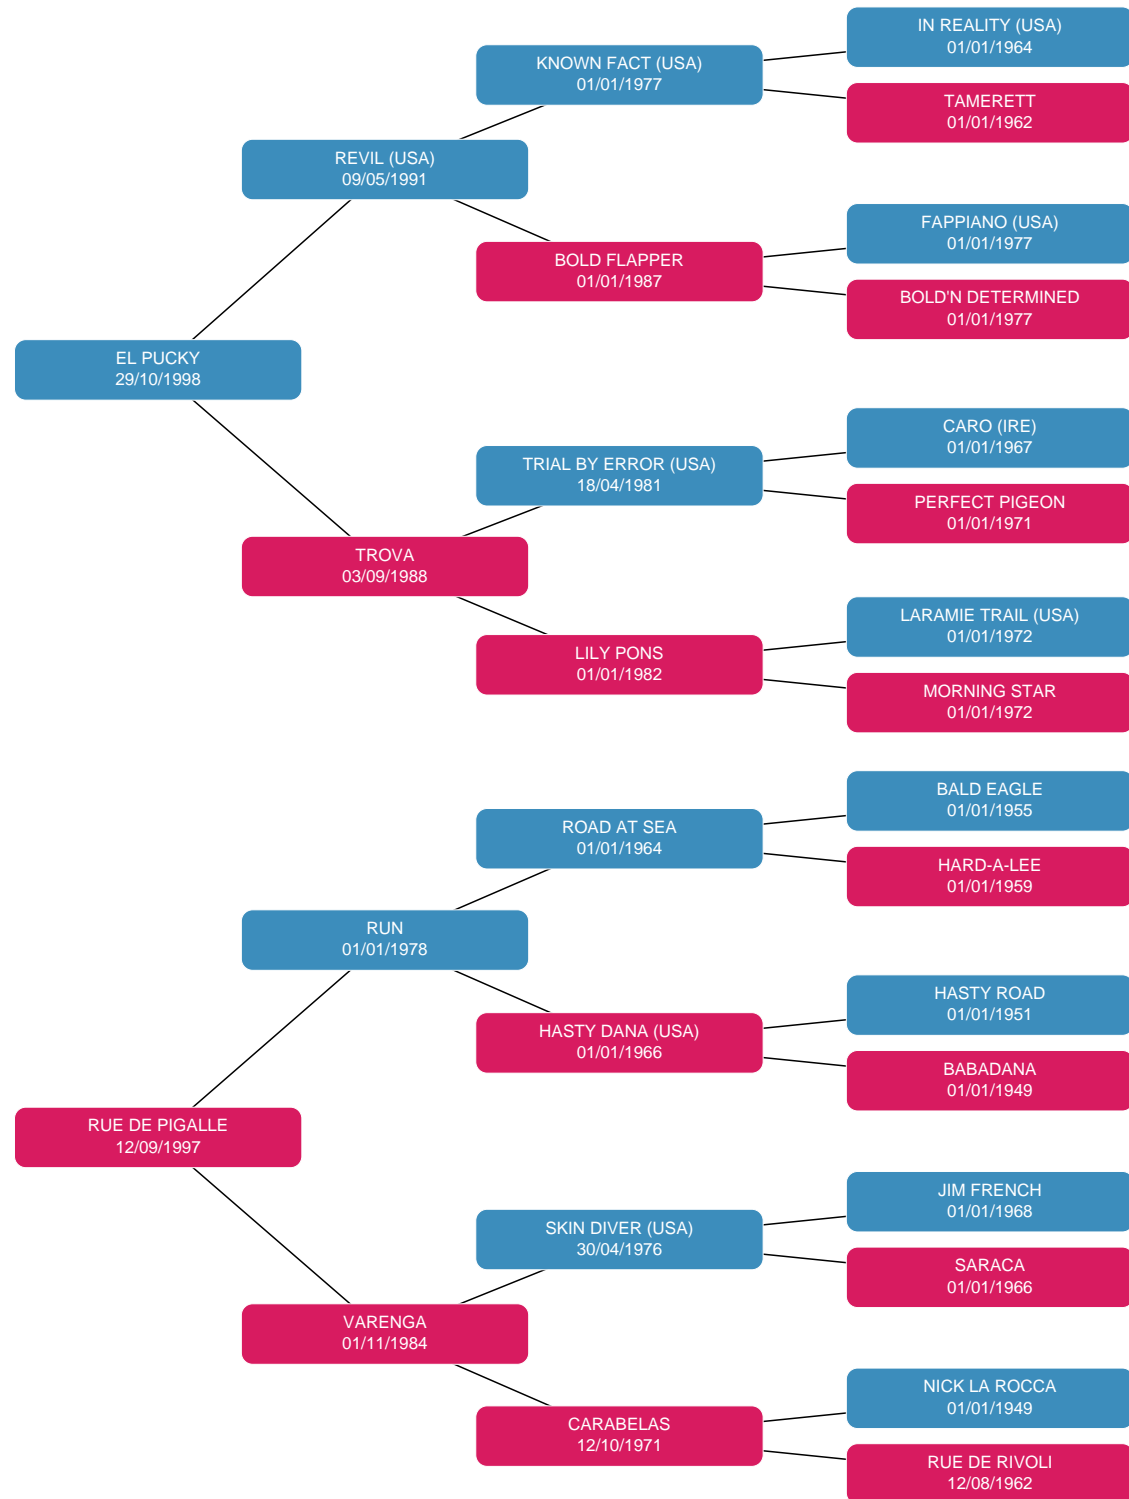 IN REALITY (USA)
01/01/1964
KNOWN FACT (USA)
01/01/1977
TAMERETT
01/01/1962
REVIL (USA)
09/05/1991
FAPPIANO (USA)
01/01/1977
BOLD FLAPPER
01/01/1987
BOLD'N DETERMINED
01/01/1977
EL PUCKY
29/10/1998
CARO (IRE)
01/01/1967
TRIAL BY ERROR (USA)
18/04/1981
PERFECT PIGEON
01/01/1971
TROVA
03/09/1988
LARAMIE TRAIL (USA)
01/01/1972
LILY PONS
01/01/1982
MORNING STAR
01/01/1972
BALD EAGLE
01/01/1955
ROAD AT SEA
01/01/1964
HARD-A-LEE
01/01/1959
RUN
01/01/1978
HASTY ROAD
01/01/1951
HASTY DANA (USA)
01/01/1966
BABADANA
01/01/1949
RUE DE PIGALLE
12/09/1997
JIM FRENCH
01/01/1968
SKIN DIVER (USA)
30/04/1976
SARACA
01/01/1966
VARENGA
01/11/1984
NICK LA ROCCA
01/01/1949
CARABELAS
12/10/1971
RUE DE RIVOLI
12/08/1962